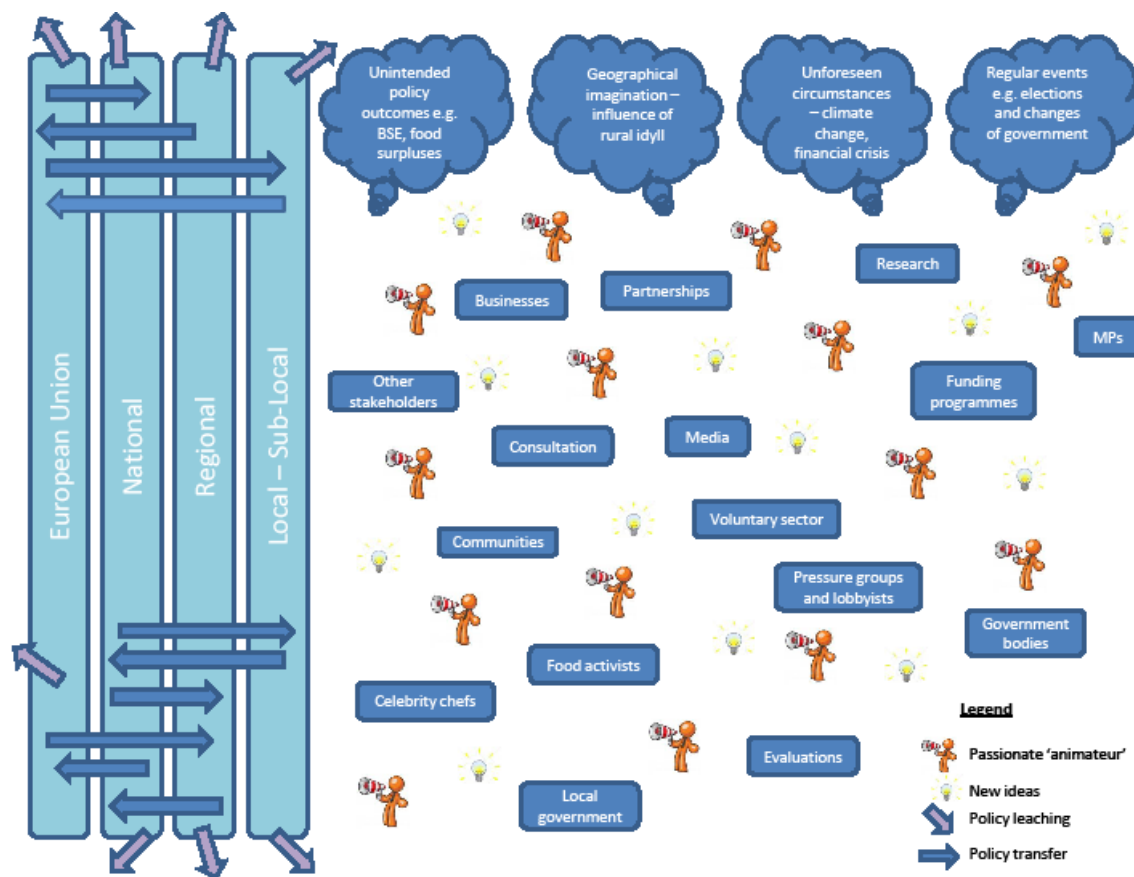 European Union
National
Regional
Local – Sub-Local
Unintended
policy
outcomes e.g.
BSE, food
surpluses
Geographical
imagination –
influence of
rural idyll
Unforeseen
circumstances
– climate
change,
financial crisis
Regular events
e.g. elections
and changes
of government
Businesses
Partnerships
Research
MPs
Other
stakeholders
Consultation
Media
Funding
programmes
Communities
Voluntary sector
Pressure groups
and lobbyists
Government
bodies
Food activists
Celebrity chefs
Evaluations
Local
government
Legend
Passionate 'animateur'
New ideas
Policy leaching
Policy transfer